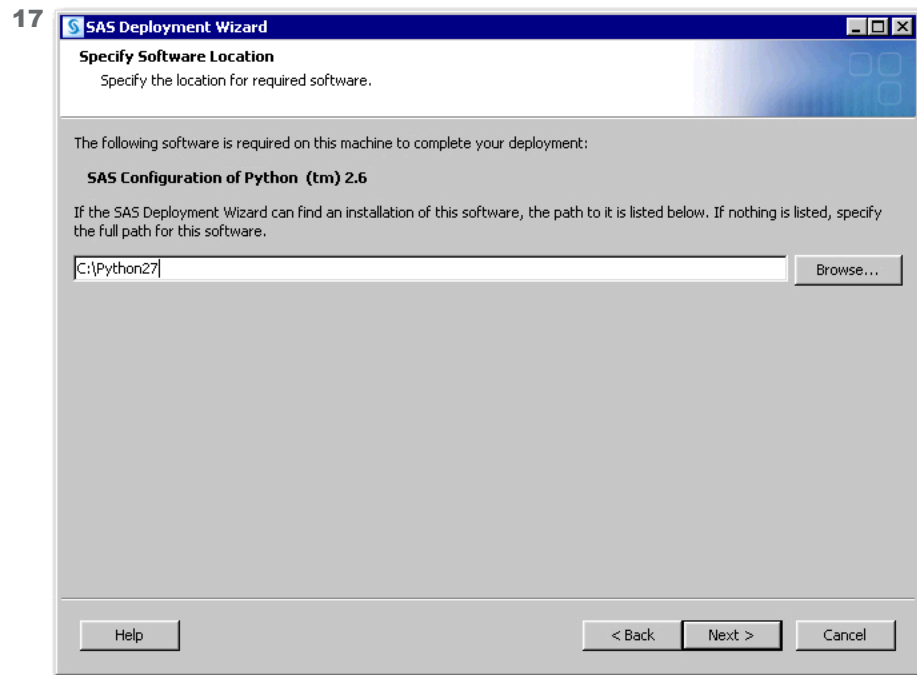 17
SAS Deployment Wizard
Specify Software Location
Specify the location for required software.
The following software is required on this machine to complete your deployment:
SAS Configuration of Python (tm) 2.6
If the SAS Deployment Wizard can find an installation of this software, the path to it is listed below. If nothing is listed, specify
the full path for this software.
C:\Python27
Browse...
Help
< Back
Next >
Cancel